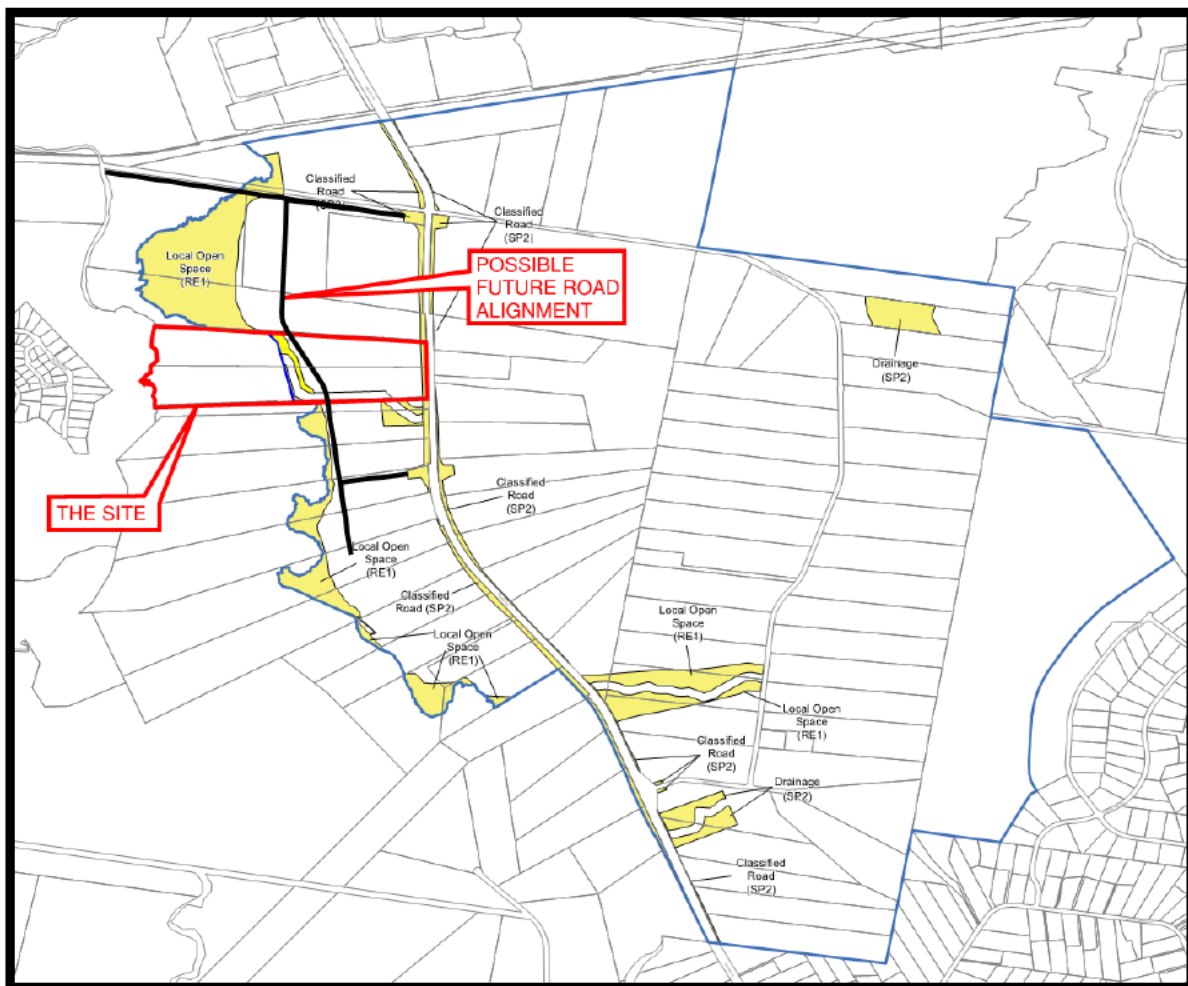 Classified
Road
(SP2)
Classified
Road
(SP2)
Local Open
Space
(RE1)
POSSIBLE
FUTURE ROAD
ALIGNMENT
Drainage
(SP2)
THE SITE
Classified
Road
(SP2)
Local Open
Space
(RE1)
Classified
Road (SP2)
Local Open
Space
(RE1)
Local Open
Space
(RE1)
Local Open
Space
(RE1)
Classified
Road
(SP2)
Drainage
(SP2)
Classified
Road
(SP2)